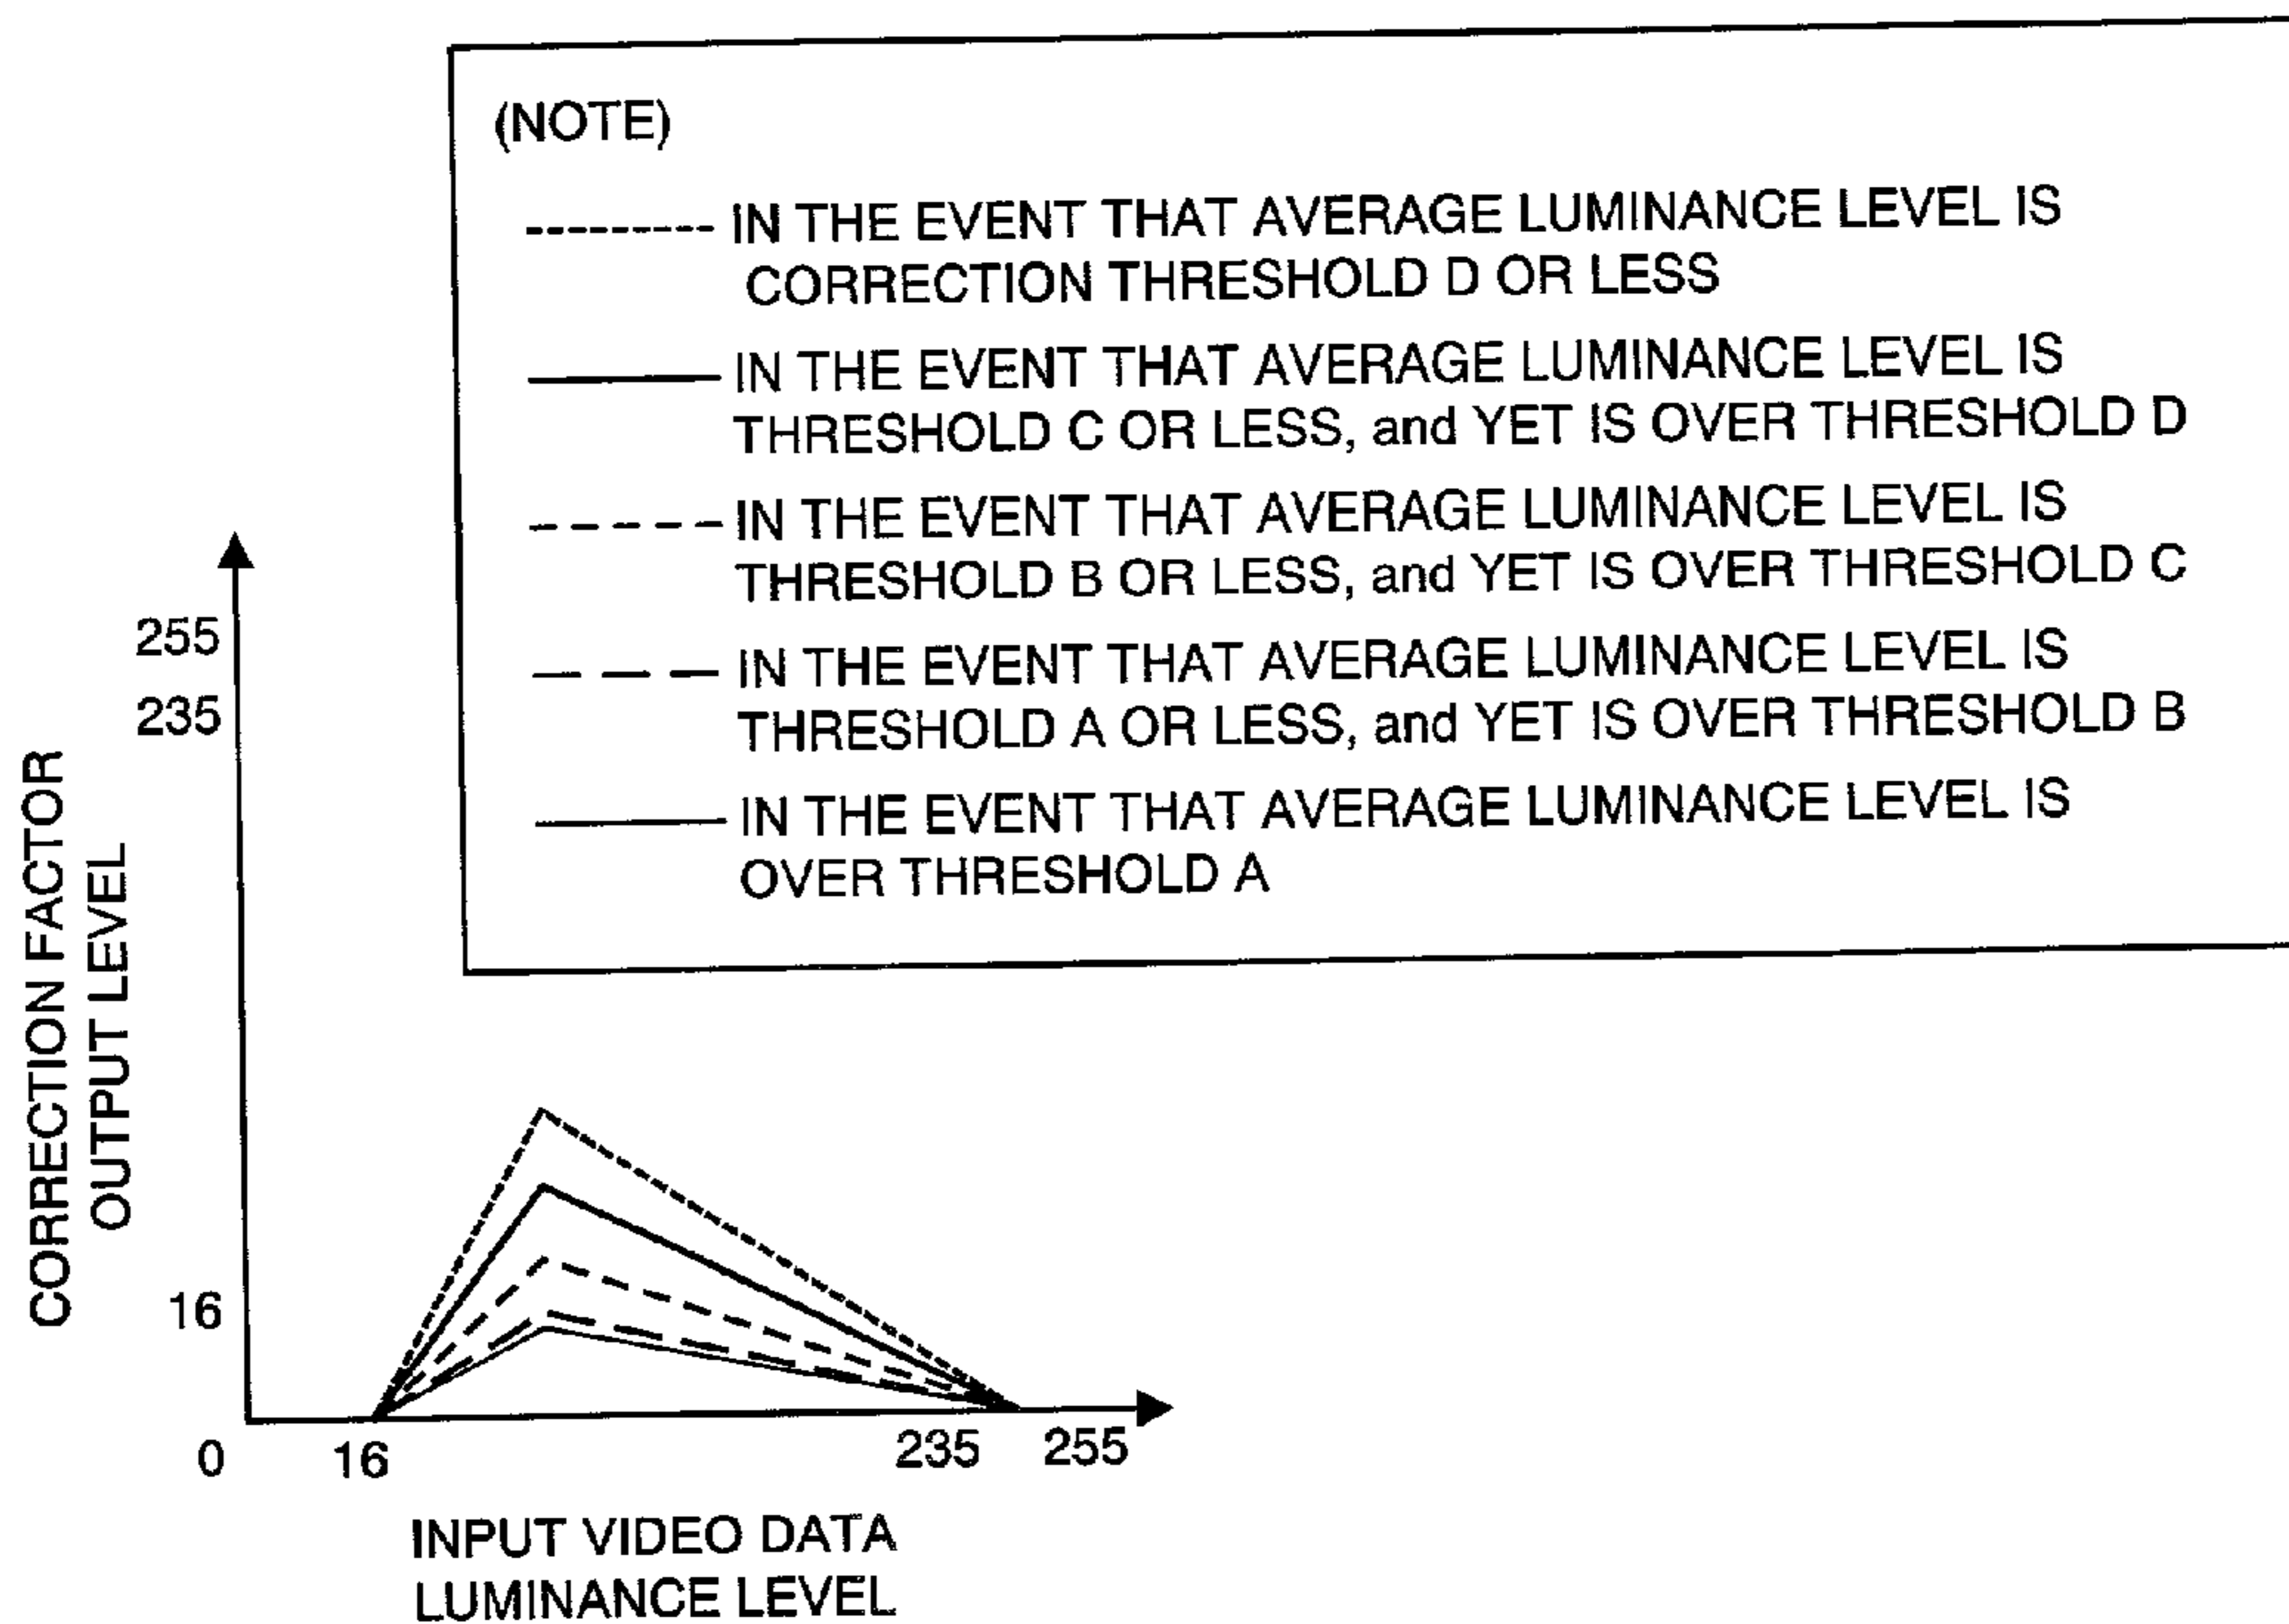 (NOTE)
IN THE EVENT THAT AVERAGE LUMINANCE LEVEL IS
CORRECTION THRESHOLD D OR LESS
IN THE EVENT THAT AVERAGE LUMINANCE LEVEL IS
THRESHOLD C OR LESS, and YET IS OVER THRESHOLD D
IN THE EVENT THAT AVERAGE LUMINANCE LEVEL IS
THRESHOLD B OR LESS, and YET IS OVER THRESHOLD C
IN THE EVENT THAT AVERAGE LUMINANCE LEVEL IS
THRESHOLD A OR LESS, and YET IS OVER THRESHOLD B
IN THE EVENT THAT AVERAGE LUMINANCE LEVEL IS
OVER THRESHOLD A
CORRECTION FACTOR
OUTPUT LEVEL
255
235
16
0
16
235
255
INPUT VIDEO DATA
LUMINANCE LEVEL